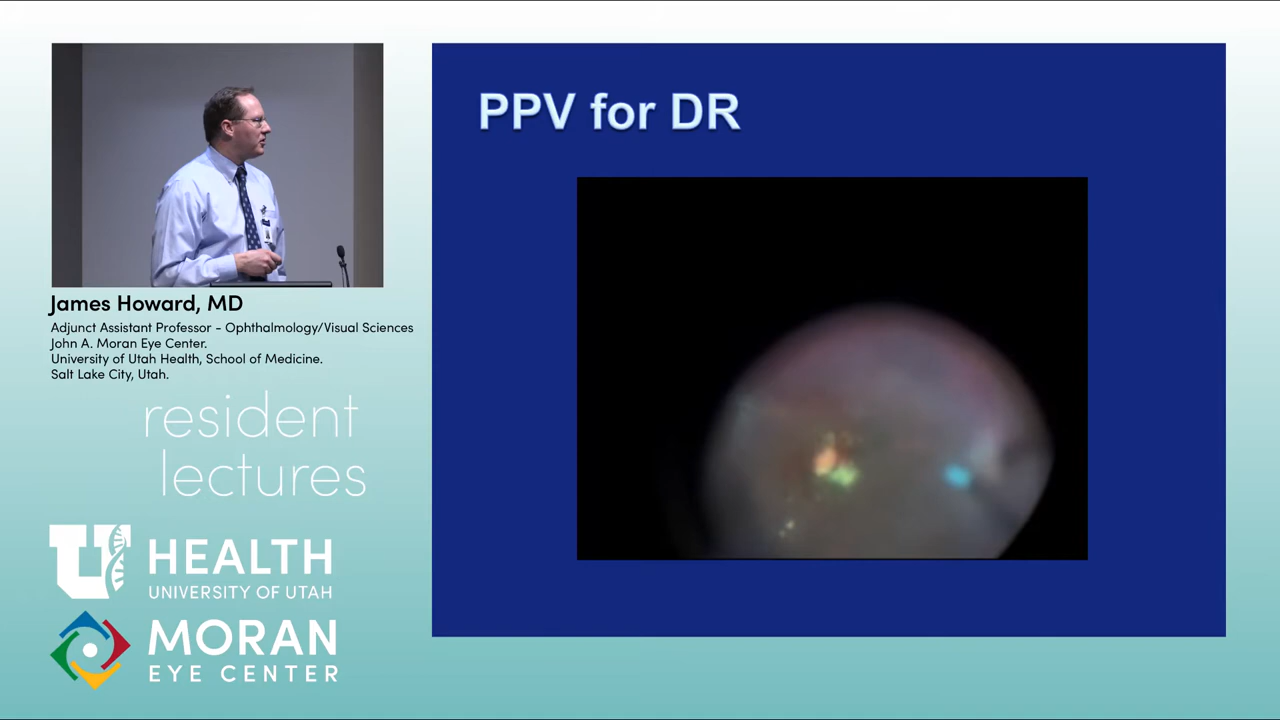 PPV for DR
James Howard, MD
Adjunct Assistant Professor - Ophthalmology/Visual Sciences
John A. Moran Eye Center.
University of Utah Health, School of Medicine.
Salt Lake City, Utah.
resident
lectures
U HEALTH
UNIVERSITY OF UTAH
MORAN
EYE CENTER